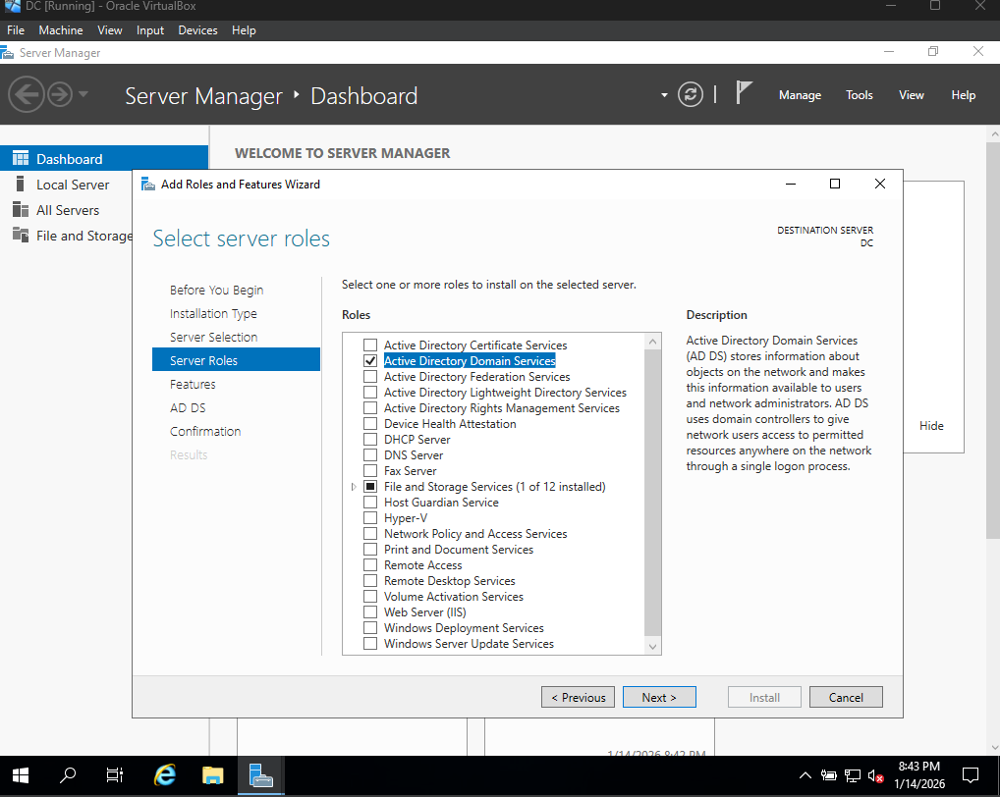 DC [Running] - Oracle VirtualBox
File Machine View Input Devices Help
Server Manager
Server Manager ‣ Dashboard
Manage Tools View Help
Dashboard
Local Server
All Servers
File and Storage
WELCOME TO SERVER MANAGER
Add Roles and Features Wizard
Select server roles
DESTINATION SERVER
DC
Before You Begin
Installation Type
Server Selection
Server Roles
Features
AD DS
Confirmation
Results
Select one or more roles to install on the selected server.
Roles
Active Directory Certificate Services
Active Directory Domain Services
Active Directory Federation Services
Active Directory Lightweight Directory Services
Active Directory Rights Management Services
Device Health Attestation
DHCP Server
DNS Server
Fax Server
File and Storage Services (1 of 12 installed)
Host Guardian Service
Hyper-V
Network Policy and Access Services
Print and Document Services
Remote Access
Remote Desktop Services
Volume Activation Services
Web Server (IIS)
Windows Deployment Services
Windows Server Update Services
Description
Active Directory Domain Services
(AD DS) stores information about
objects on the network and makes
this information available to users
and network administrators. AD DS
uses domain controllers to give
network users access to permitted
resources anywhere on the network
through a single logon process.
Hide
< Previous Next > Install Cancel
1/14/2026 8:42 PM
8:43 PM
1/14/2026